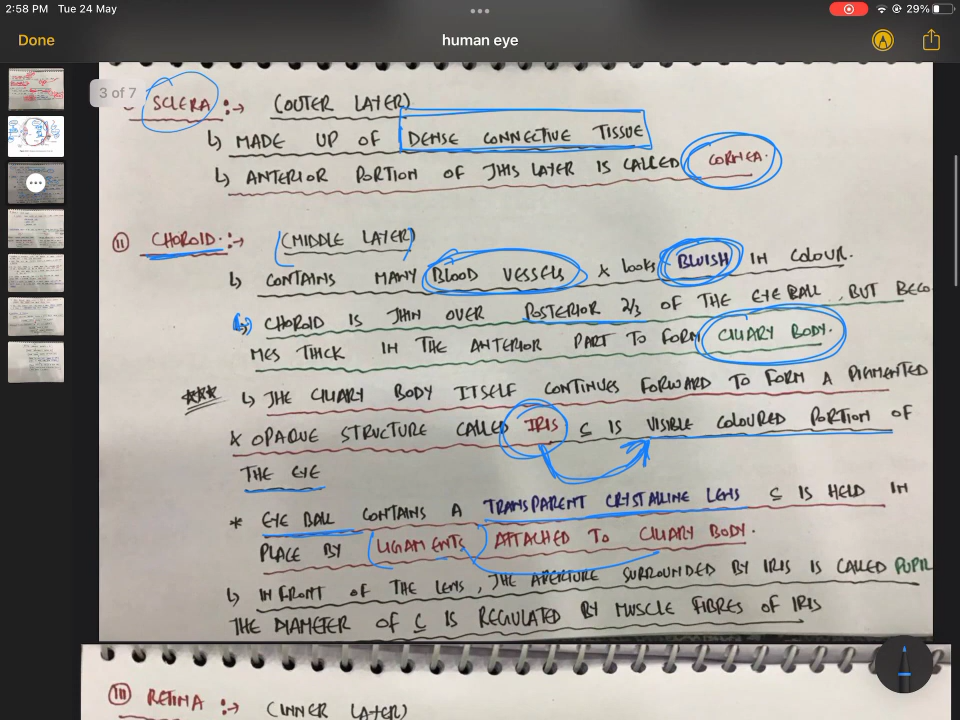 2:58 PM Tue 24 May
29%
Done
human eye
3 of 7
SCLERA :→ (OUTER LAYER)
↳ MADE UP OF DENSE CONNECTIVE TISSUE
↳ ANTERIOR PORTION OF THIS LAYER IS CALLED CORNEA.
(ii) CHOROID :→ (MIDDLE LAYER)
↳ CONTAINS MANY BLOOD VESSELS & looks BLUISH IN COLOUR.
↳ CHOROID IS THIN OVER POSTERIOR 2/3 OF THE EYE BALL, BUT BECO
MES THICK IN THE ANTERIOR PART TO FORM CILIARY BODY.
*** ↳ THE CILIARY BODY ITSELF CONTINUES FORWARD TO FORM A PIGMENTED
& OPAQUE STRUCTURE CALLED IRIS C IS VISIBLE COLOURED PORTION OF
THE EYE
* EYE BALL CONTAINS A TRANSPARENT CRYSTALLINE LENS C IS HELD IN
PLACE BY LIGAMENTS ATTACHED TO CILIARY BODY.
↳ IN FRONT OF THE LENS, THE APERTURE SURROUNDED BY IRIS IS CALLED PUPIL
THE DIAMETER OF C IS REGULATED BY MUSCLE FIBRES OF IRIS
(iii) RETINA :→ (INNER LAYER)